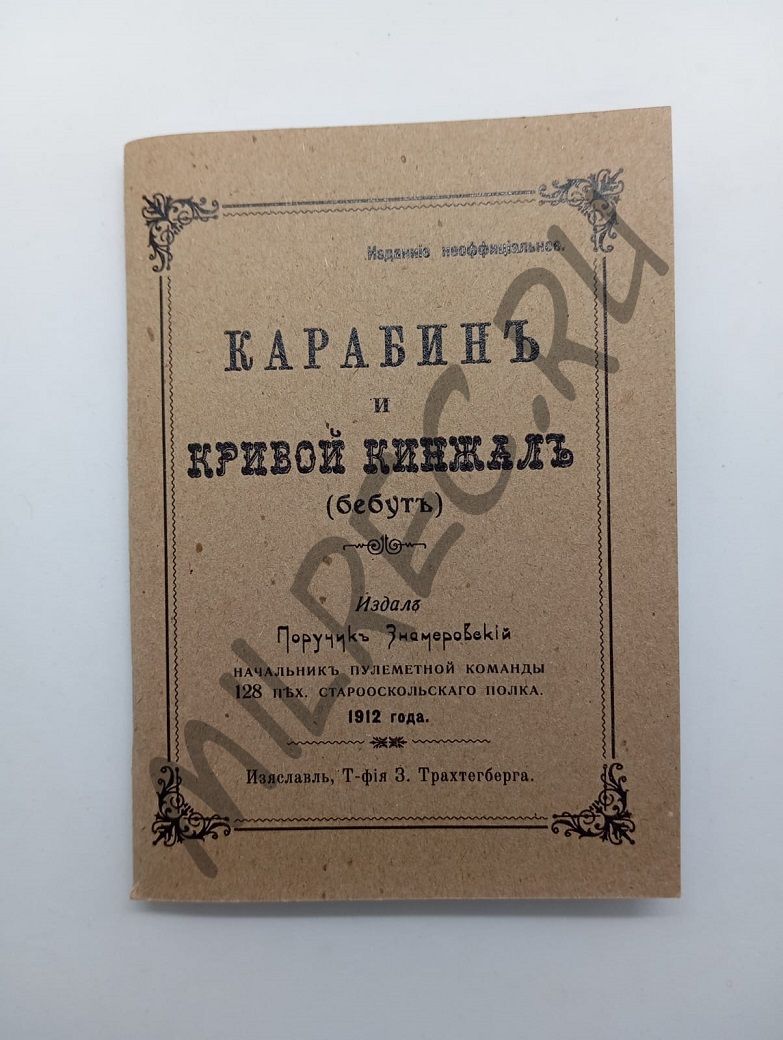 Изданіе неоффиціальное.
КАРАБИНЪ
И
КРИВОЙ КИНЖАЛЪ
(бебутъ)
Издалъ
Поручикъ Знамеровскій
НАЧАЛЬНИКЪ ПУЛЕМЕТНОЙ КОМАНДЫ
128 ПѢХ. СТАРООСКОЛЬСКАГО ПОЛКА.
1912 года.
Изяславль, Т-фія З. Трахтегберга.
MILREC.RU